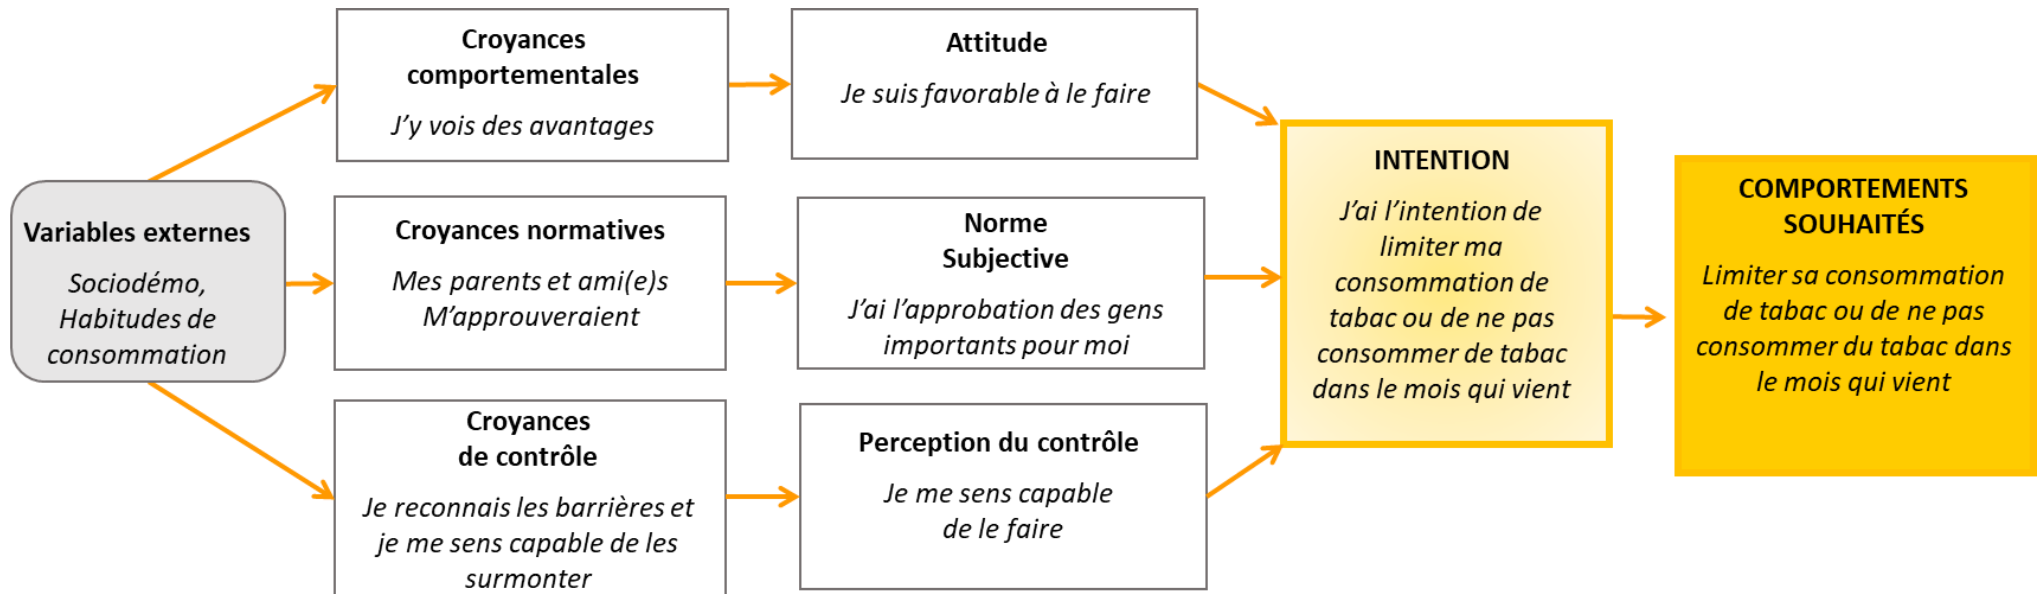 Variables externes
Sociodémo,
Habitudes de
consommation
Croyances
comportementales
J’y vois des avantages
Attitude
Je suis favorable à le faire
Croyances normatives
Mes parents et ami(e)s
M’approuveraient
Norme
Subjective
J’ai l’approbation des gens
importants pour moi
Croyances
de contrôle
Je reconnais les barrières et
je me sens capable de les
surmonter
Perception du contrôle
Je me sens capable
de le faire
INTENTION
J’ai l’intention de
limiter ma
consommation de
tabac ou de ne pas
consommer de tabac
dans le mois qui vient
COMPORTEMENTS
SOUHAITÉS
Limiter sa consommation
de tabac ou de ne pas
consommer du tabac dans
le mois qui vient